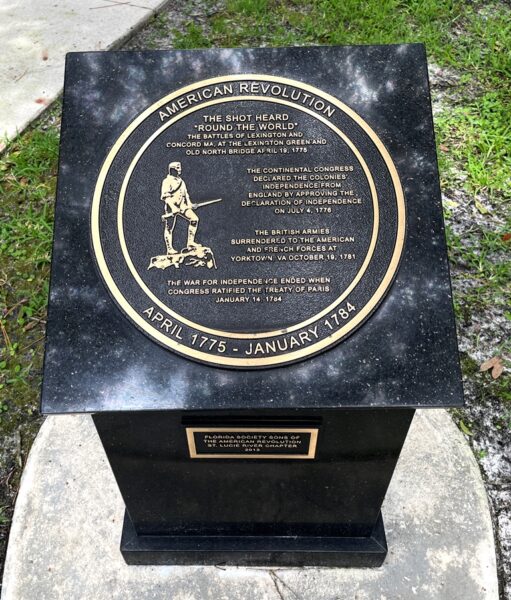 AMERICAN REVOLUTION
THE SHOT HEARD
"ROUND THE WORLD"
THE BATTLES OF LEXINGTON AND
CONCORD MA, AT THE LEXINGTON GREEN AND
OLD NORTH BRIDGE APRIL 19, 1775
THE CONTINENTAL CONGRESS
DECLARED THE COLONIES'
INDEPENDENCE FROM
ENGLAND BY APPROVING THE
DECLARATION OF INDEPENDENCE
ON JULY 4, 1776
THE BRITISH ARMIES
SURRENDERED TO THE AMERICAN
AND FRENCH FORCES AT
YORKTOWN, VA OCTOBER 19, 1781
THE WAR FOR INDEPENDENCE ENDED WHEN
CONGRESS RATIFIED THE TREATY OF PARIS
JANUARY 14, 1784
APRIL 1775 - JANUARY 1784
FLORIDA SOCIETY SONS OF
THE AMERICAN REVOLUTION
ST. LUCIE RIVER CHAPTER
2013